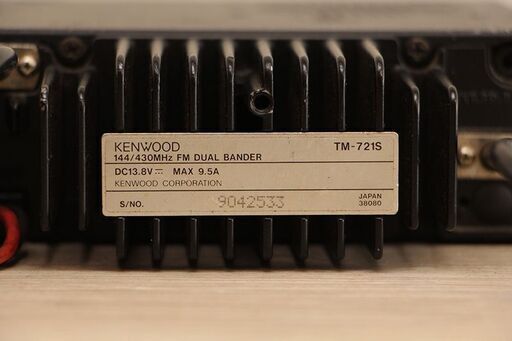 KENWOOD TM-721S
144/430MHz FM DUAL BANDER
DC13.8V⎓ MAX 9.5A
KENWOOD CORPORATION
S/NO. 9042533 JAPAN
38080